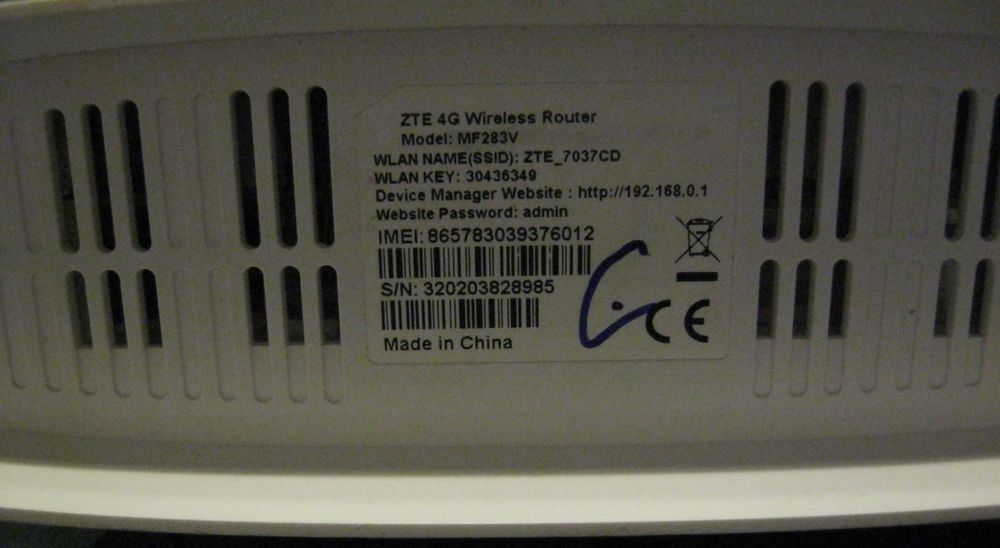 ZTE 4G Wireless Router
Model: MF283V
WLAN NAME(SSID): ZTE_7037CD
WLAN KEY: 30436349
Device Manager Website : http://192.168.0.1
Website Password: admin
IMEI: 865783039376012
S/N: 320203828985
CE
Made in China